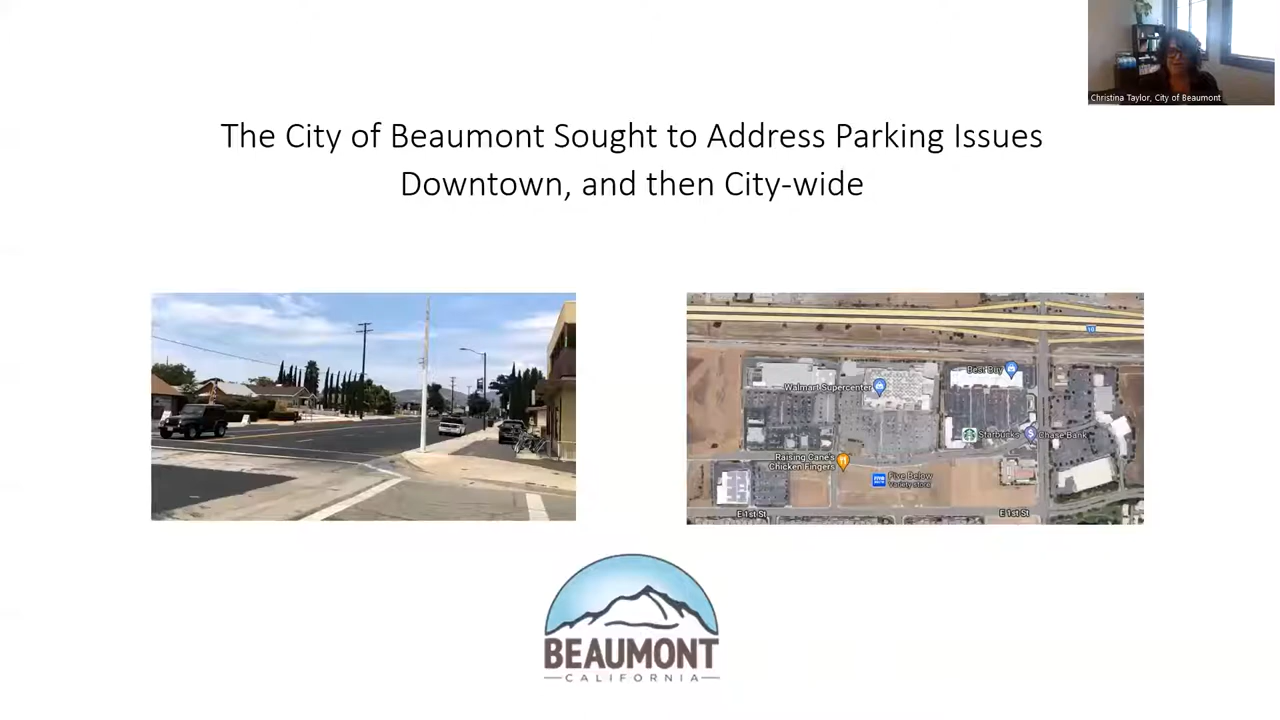 Christina Taylor, City of Beaumont
The City of Beaumont Sought to Address Parking Issues
Downtown, and then City-wide
10
Best Buy
Walmart Supercenter
Starbucks
Chase Bank
Raising Cane's
Chicken Fingers
Five Below
Variety store
E 1st St
E 1st St
BEAUMONT
CALIFORNIA